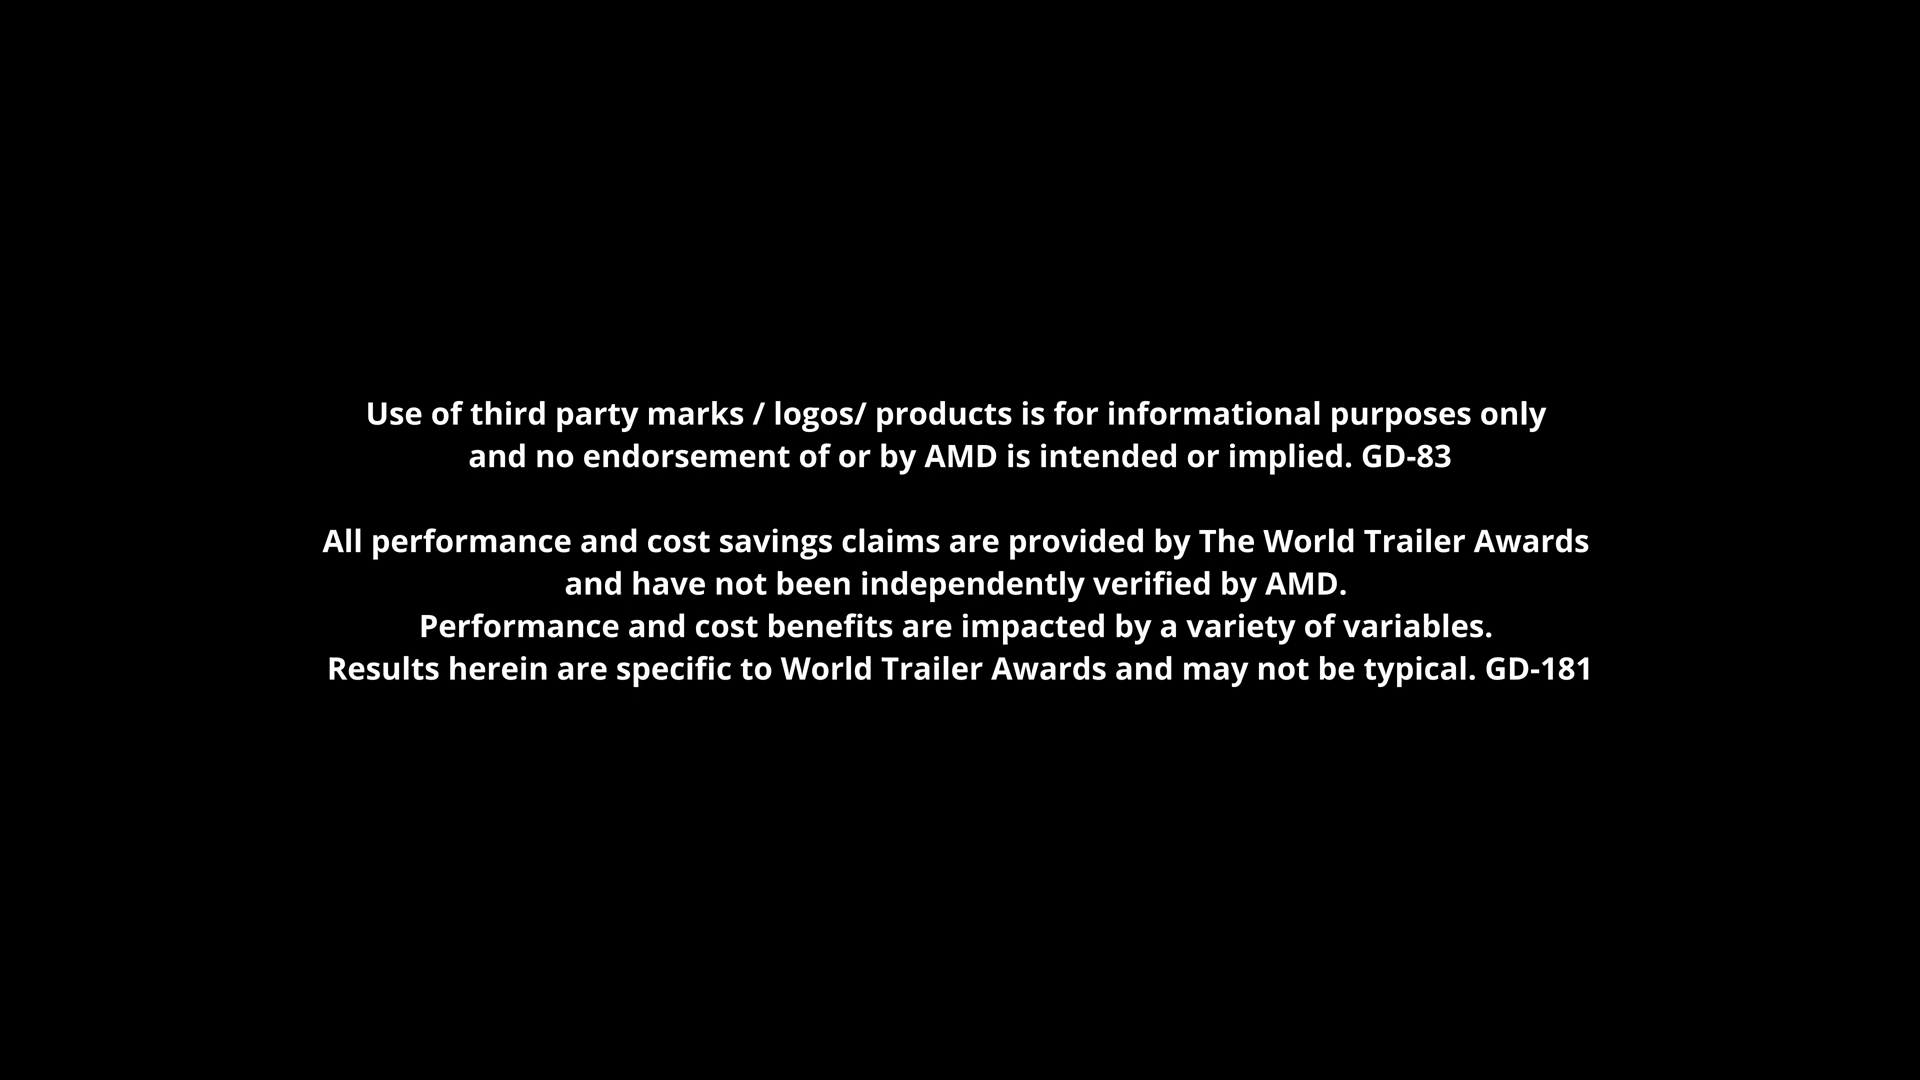 Use of third party marks / logos/ products is for informational purposes only
and no endorsement of or by AMD is intended or implied. GD-83
All performance and cost savings claims are provided by The World Trailer Awards
and have not been independently verified by AMD.
Performance and cost benefits are impacted by a variety of variables.
Results herein are specific to World Trailer Awards and may not be typical. GD-181